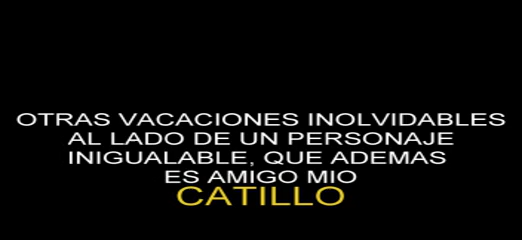 OTRAS VACACIONES INOLVIDABLES
AL LADO DE UN PERSONAJE
INIGUALABLE, QUE ADEMAS
ES AMIGO MIO
CATILLO